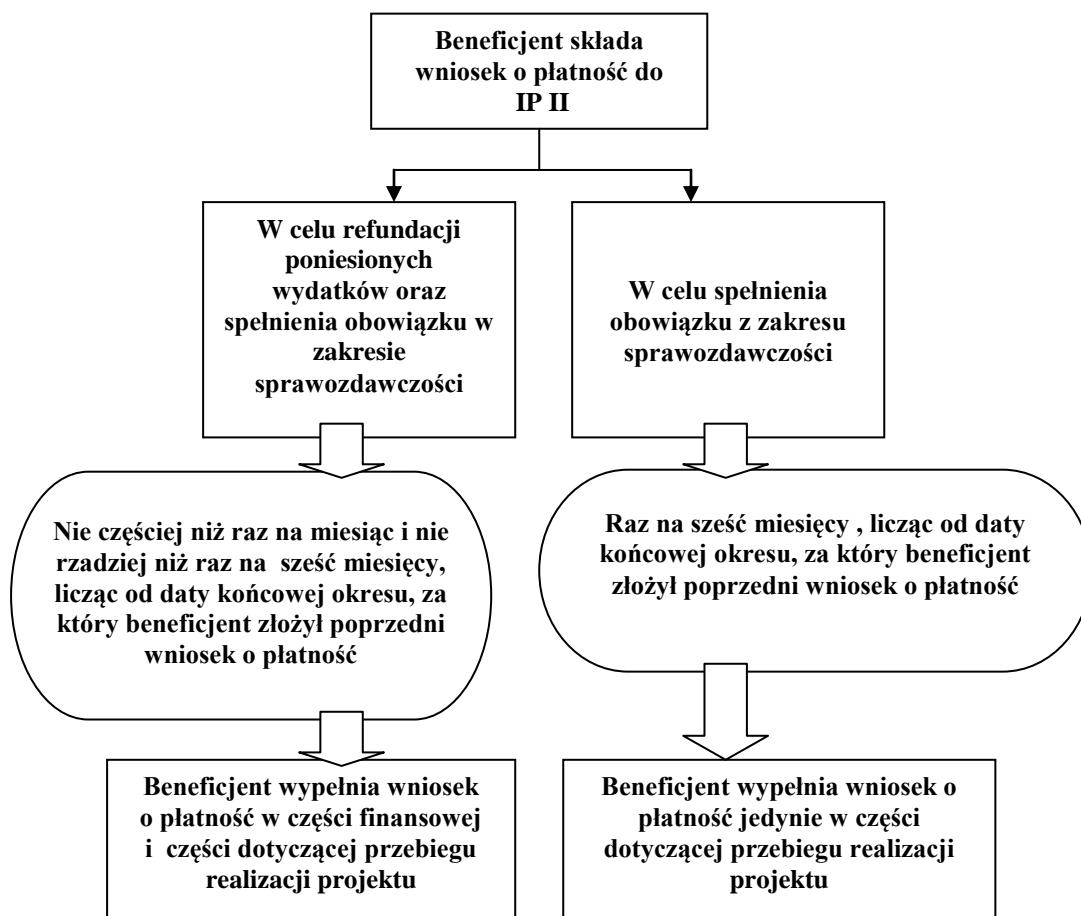 Beneficjent składa
wniosek o płatność do
IP II
W celu refundacji
poniesionych
wydatków oraz
spełnienia obowiązku w
zakresie
sprawozdawczości
W celu spełnienia
obowiązku z zakresu
sprawozdawczości
Nie częściej niż raz na miesiąc i nie
rzadziej niż raz na sześć miesięcy,
licząc od daty końcowej okresu, za
który beneficjent złożył poprzedni
wniosek o płatność
Raz na sześć miesięcy , licząc od daty
końcowej okresu, za który beneficjent
złożył poprzedni wniosek o płatność
Beneficjent wypełnia wniosek
o płatność w części finansowej
i części dotyczącej przebiegu
realizacji projektu
Beneficjent wypełnia wniosek o
płatność jedynie w części
dotyczącej przebiegu realizacji
projektu